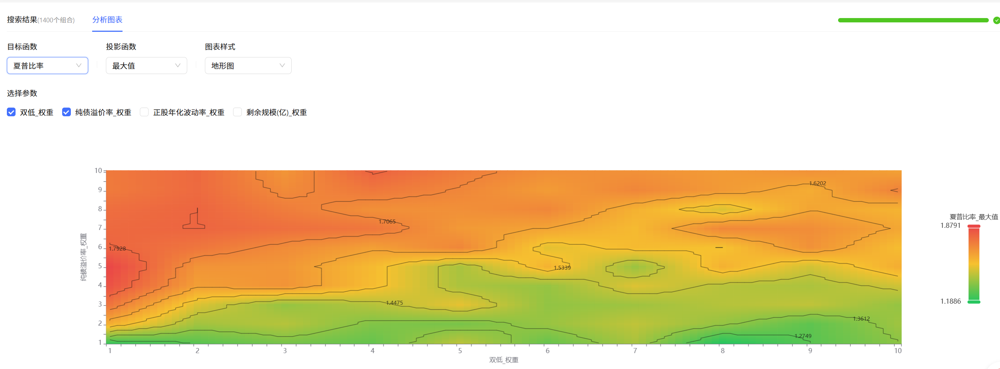 搜索结果(1400个组合) 分析图表
目标函数 投影函数 图表样式
夏普比率 最大值 地形图
选择参数
双低_权重 纯债溢价率_权重 正股年化波动率_权重 剩余规模(亿)_权重
10
9
8
7
6
5
4
3
2
1
纯债溢价率_权重
1.6202
1.7065
1.7928
1.5339
1.4475
1.3612
1.2749
1 2 3 4 5 6 7 8 9 10
双低_权重
夏普比率_最大值
1.8791
1.1886